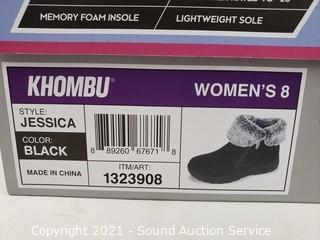 MEMORY FOAM INSOLE
LIGHTWEIGHT SOLE
KHOMBU®
WOMEN'S 8
STYLE:
JESSICA
COLOR:
BLACK
MADE IN CHINA
8 89260 67671 8
ITM/ART:
1323908
Copyright 2021 - Sound Auction Service